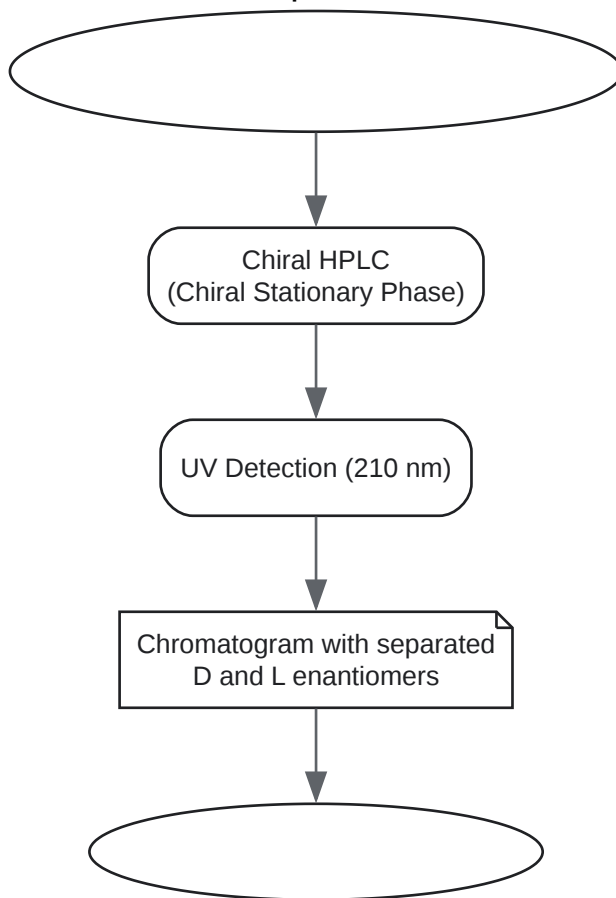 Chiral HPLC
(Chiral Stationary Phase)
UV Detection (210 nm)
Chromatogram with separated
D and L enantiomers